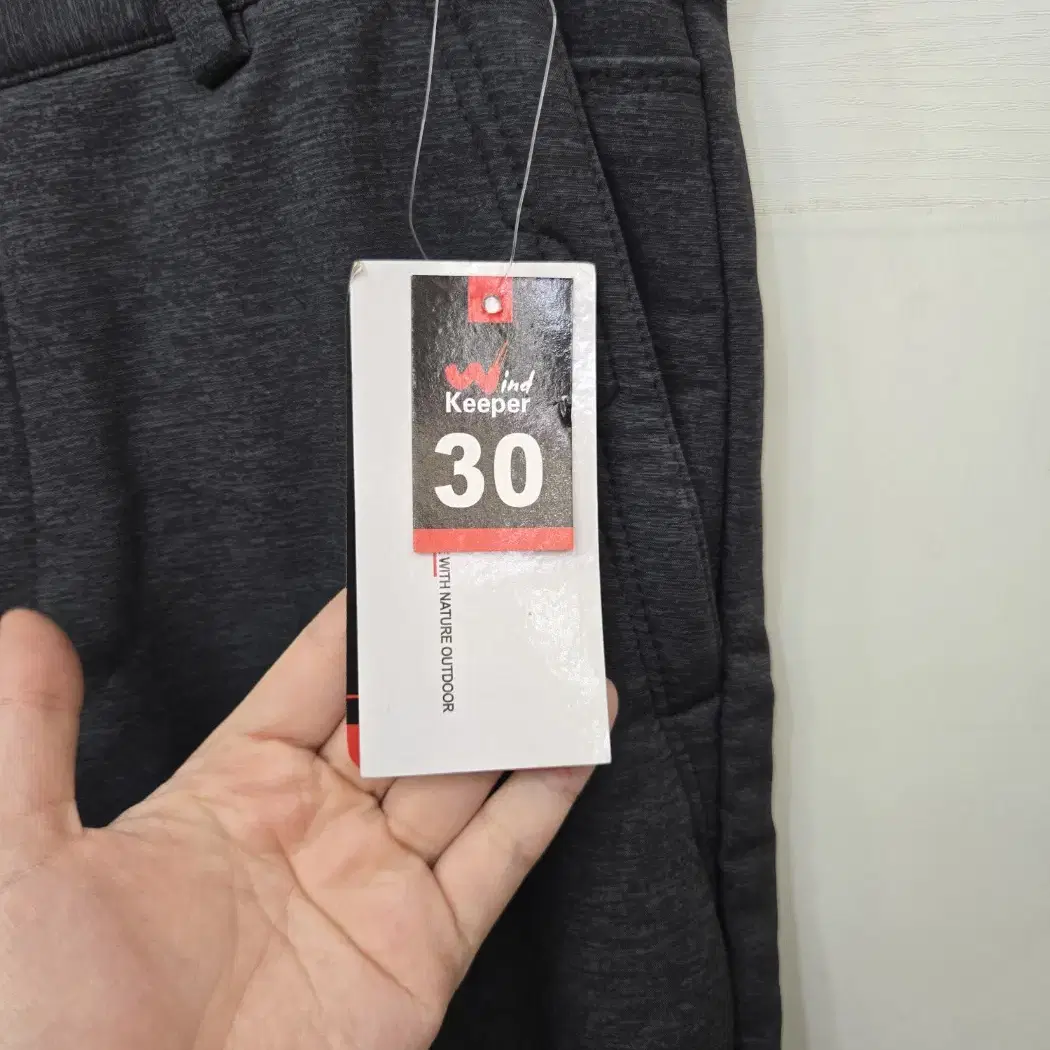 Wind
Keeper
30
WITH NATURE OUTDOOR